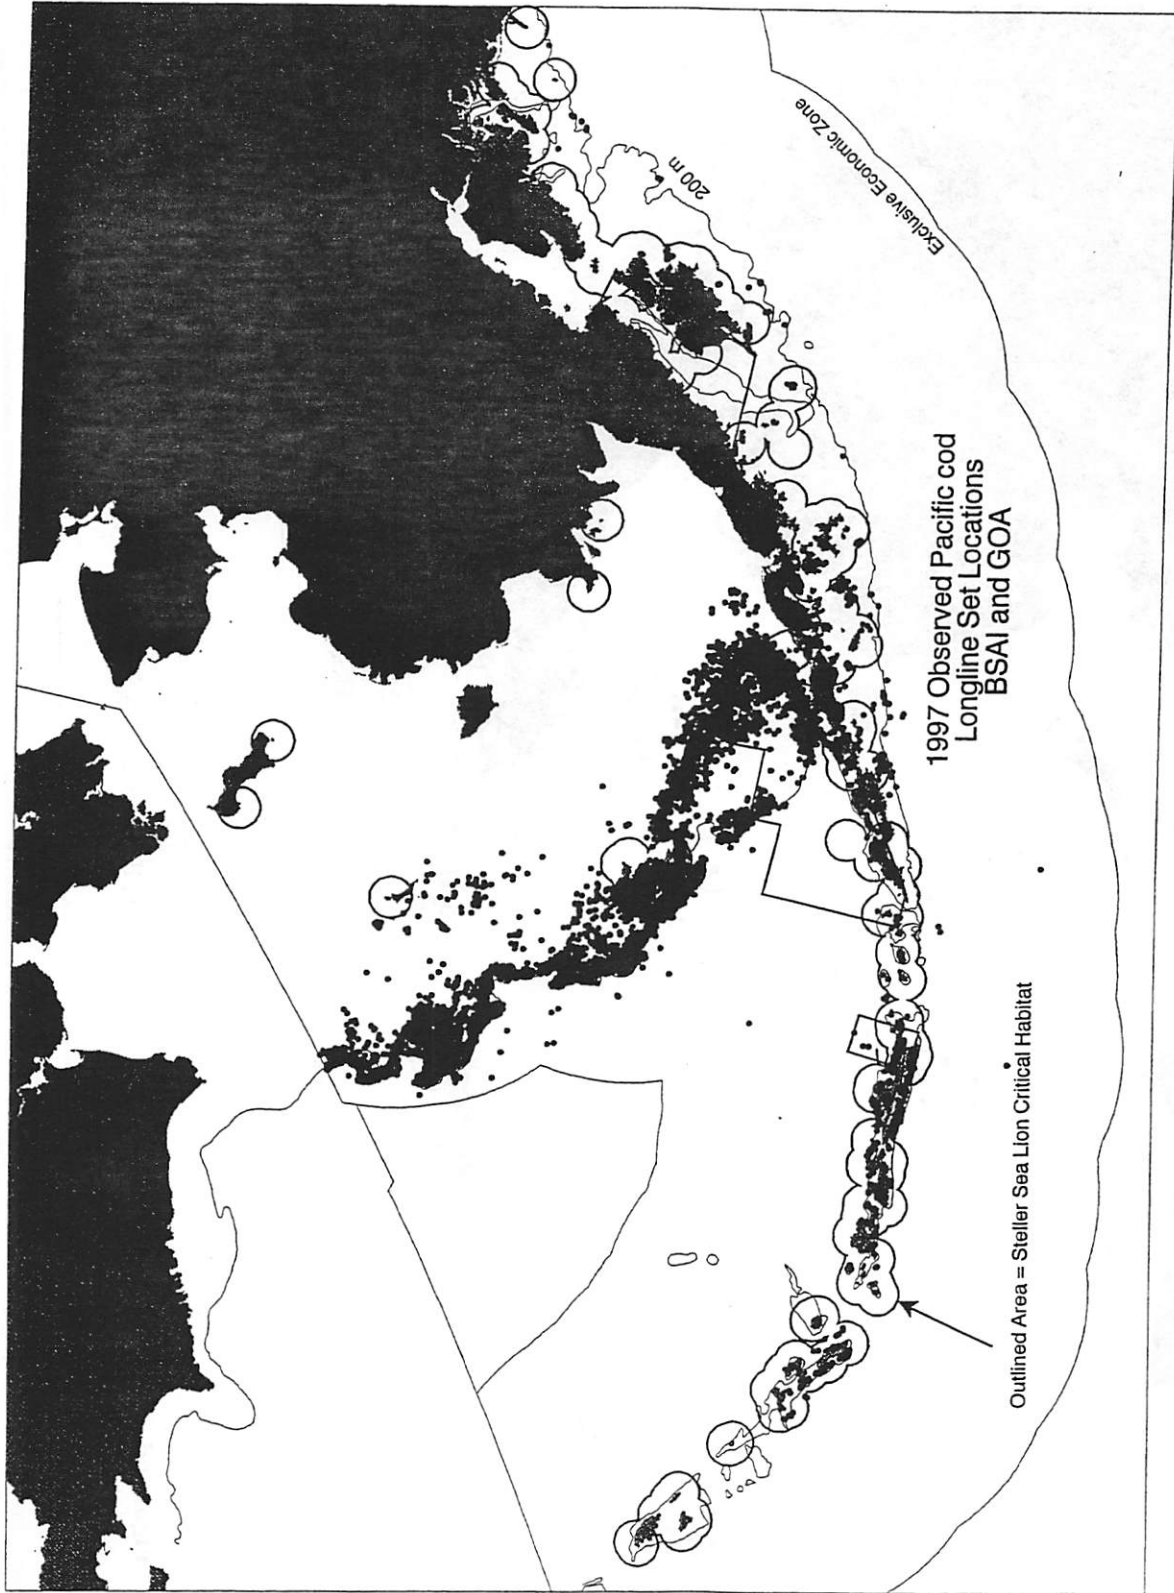 1997 Observed Pacific cod
Longline Set Locations
BSAI and GOA
Exclusive Economic Zone
200 m
Outlined Area = Steller Sea Lion Critical Habitat